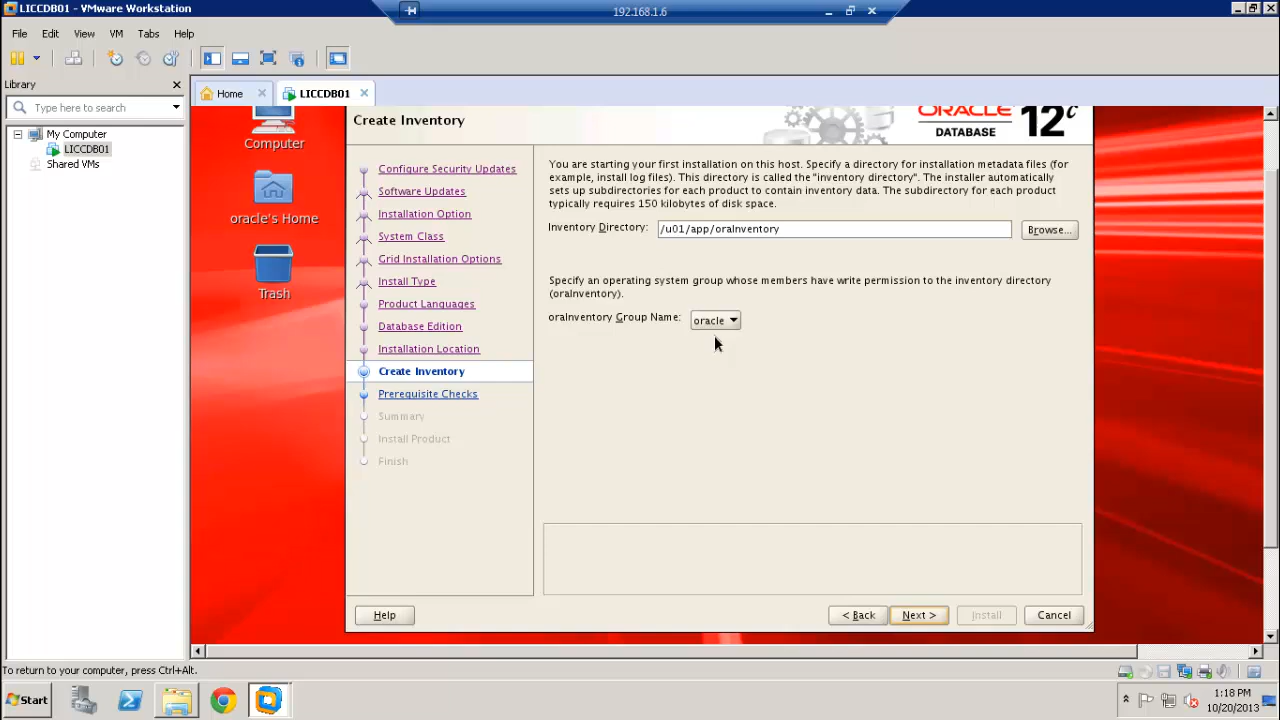 LICCDB01 - VMware Workstation
192.168.1.6
File Edit View VM Tabs Help
Library
Type here to search
My Computer
LICCDB01
Shared VMs
Home
LICCDB01
Computer
oracle's Home
Trash
Create Inventory
ORACLE
DATABASE
12c
Configure Security Updates
Software Updates
Installation Option
System Class
Grid Installation Options
Install Type
Product Languages
Database Edition
Installation Location
Create Inventory
Prerequisite Checks
Summary
Install Product
Finish
You are starting your first installation on this host. Specify a directory for installation metadata files (for
example, install log files). This directory is called the "inventory directory". The installer automatically
sets up subdirectories for each product to contain inventory data. The subdirectory for each product
typically requires 150 kilobytes of disk space.
Inventory Directory: /u01/app/oraInventory Browse...
Specify an operating system group whose members have write permission to the inventory directory
(oraInventory).
oraInventory Group Name: oracle
Help
< Back Next > Install Cancel
To return to your computer, press Ctrl+Alt.
Start
1:18 PM
10/20/2013